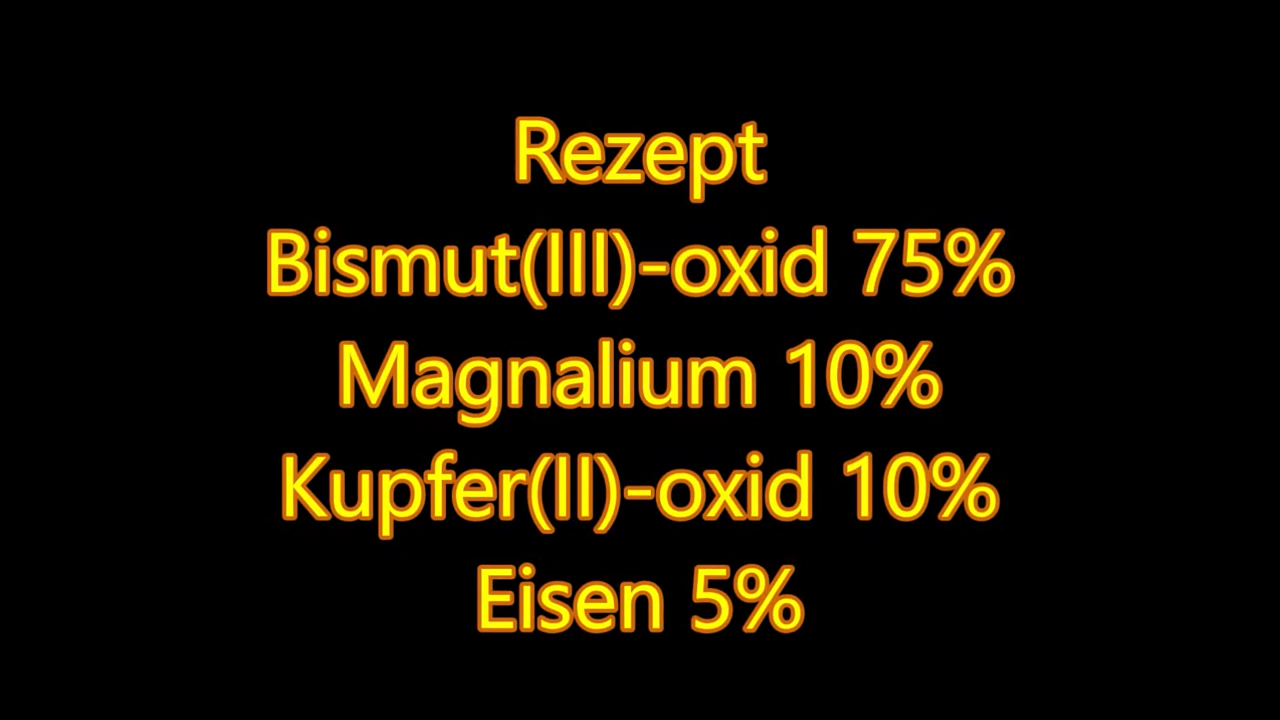 Rezept
Bismut(III)-oxid 75%
Magnalium 10%
Kupfer(II)-oxid 10%
Eisen 5%